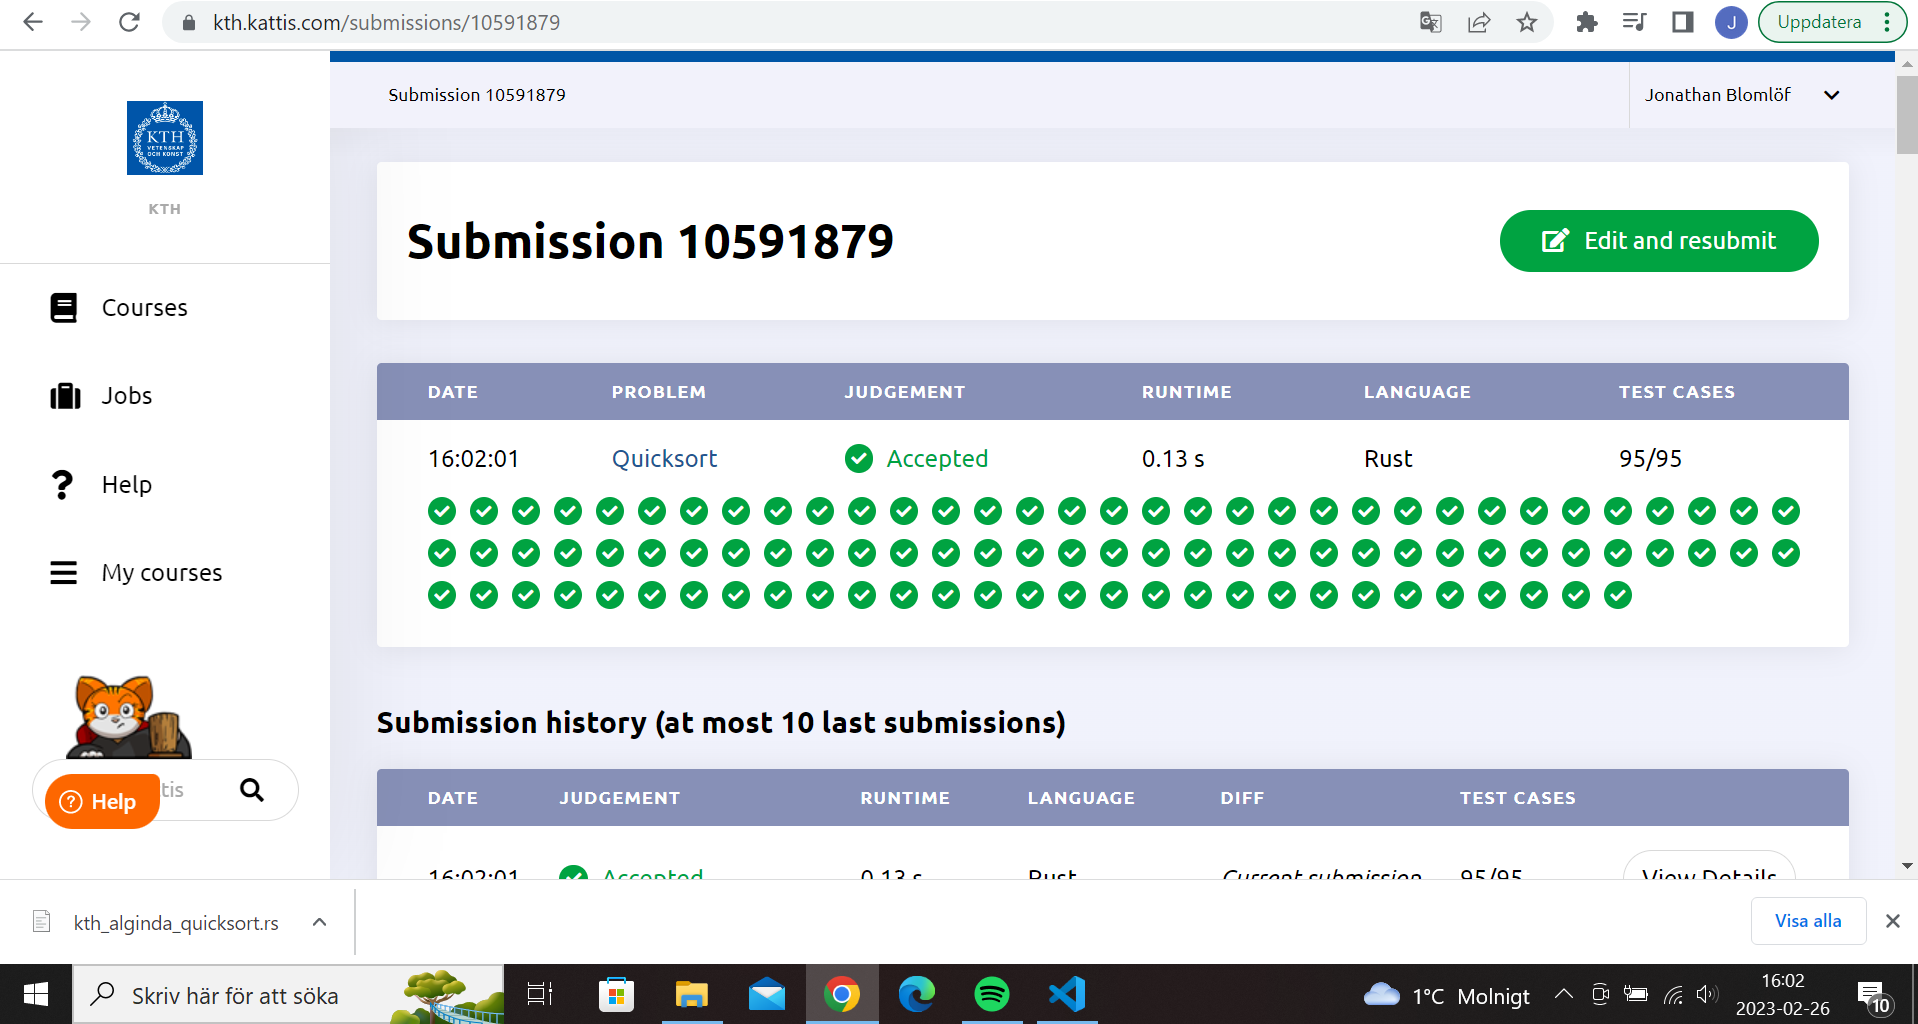 kth.kattis.com/submissions/10591879
Uppdatera
J
Submission 10591879
Jonathan Blomlöf
KTH
VETENSKAP
OCH KONST
KTH
Submission 10591879
Edit and resubmit
Courses
Jobs
Help
My courses
DATE PROBLEM JUDGEMENT RUNTIME LANGUAGE TEST CASES
16:02:01 Quicksort Accepted 0.13 s Rust 95/95
Submission history (at most 10 last submissions)
DATE JUDGEMENT RUNTIME LANGUAGE DIFF TEST CASES
16:02:01 Accepted 0.13 s Rust Current submission 95/95 View Details
Help
tis
kth_alginda_quicksort.rs
Visa alla
Skriv här för att söka
1°C Molnigt
16:02
2023-02-26
10